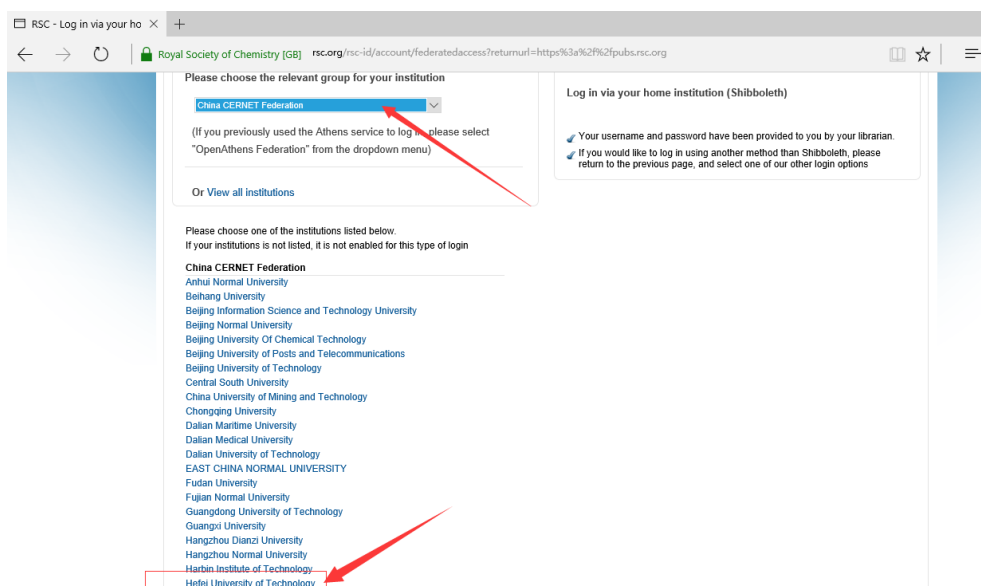 RSC - Log in via your ho
Royal Society of Chemistry [GB] rsc.org/rsc-id/account/federatedaccess?returnurl=https%3a%2f%2fpubs.rsc.org
Please choose the relevant group for your institution
China CERNET Federation
(If you previously used the Athens service to log in, please select
"OpenAthens Federation" from the dropdown menu)
Or View all institutions
Log in via your home institution (Shibboleth)
Your username and password have been provided to you by your librarian.
If you would like to log in using another method than Shibboleth, please
return to the previous page, and select one of our other login options
Please choose one of the institutions listed below.
If your institutions is not listed, it is not enabled for this type of login
China CERNET Federation
Anhui Normal University
Beihang University
Beijing Information Science and Technology University
Beijing Normal University
Beijing University Of Chemical Technology
Beijing University of Posts and Telecommunications
Beijing University of Technology
Central South University
China University of Mining and Technology
Chongqing University
Dalian Maritime University
Dalian Medical University
Dalian University of Technology
EAST CHINA NORMAL UNIVERSITY
Fudan University
Fujian Normal University
Guangdong University of Technology
Guangxi University
Hangzhou Dianzi University
Hangzhou Normal University
Harbin Institute of Technology
Hefei University of Technology